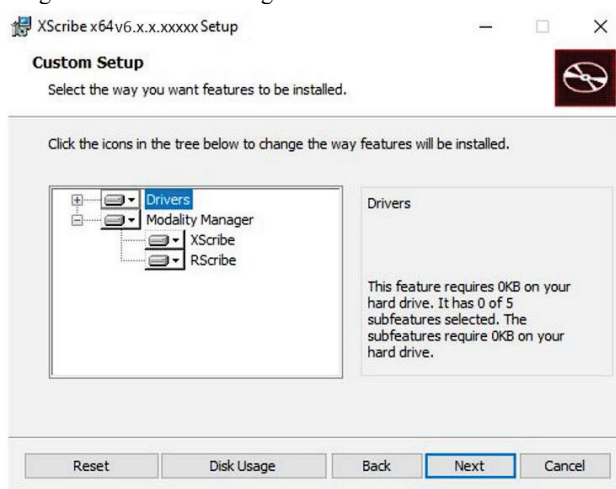 XScribe x64 v6.x.x.xxxxx Setup
Custom Setup
Select the way you want features to be installed.
Click the icons in the tree below to change the way features will be installed.
Drivers
Modality Manager
XScribe
RScribe
Drivers
This feature requires 0KB on your
hard drive. It has 0 of 5
subfeatures selected. The
subfeatures require 0KB on your
hard drive.
Reset
Disk Usage
Back
Next
Cancel